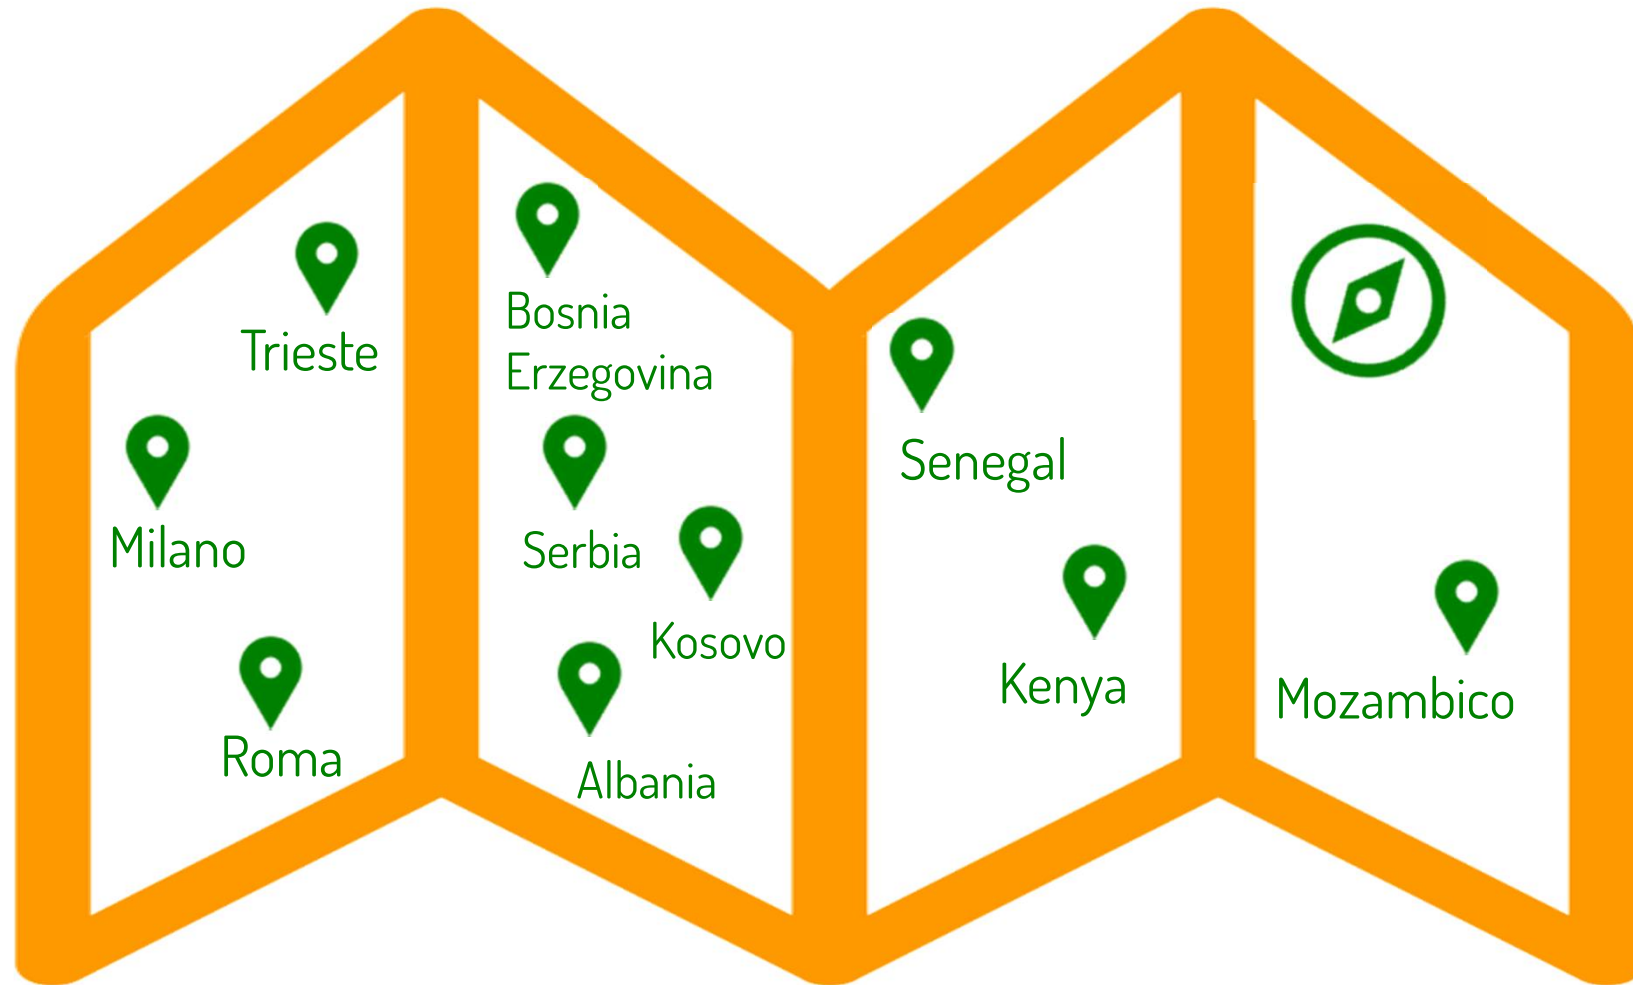 Trieste
Milano
Roma
Bosnia
Erzegovina
Serbia
Kosovo
Albania
Senegal
Kenya
Mozambico